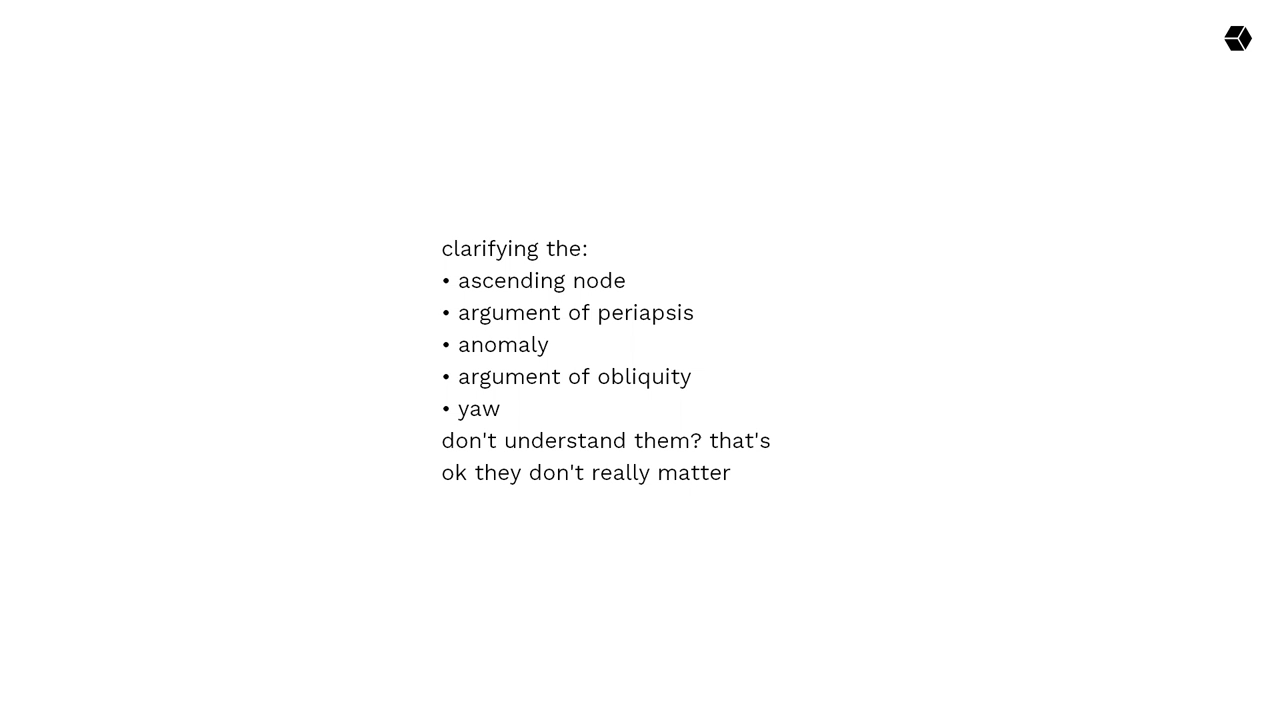 clarifying the:
• ascending node
• argument of periapsis
• anomaly
• argument of obliquity
• yaw
don't understand them? that's
ok they don't really matter